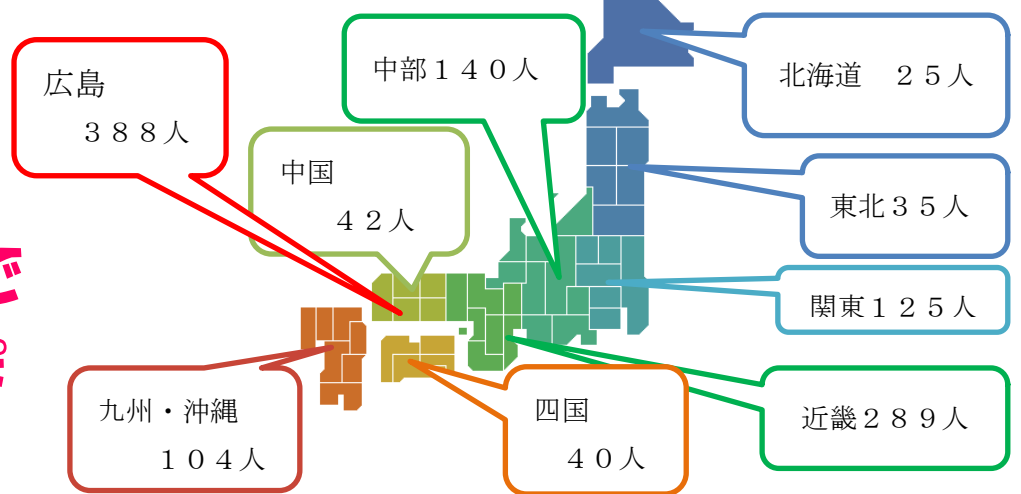 広島
３８８人
中部１４０人
北海道　２５人
中国
４２人
東北３５人
関東１２５人
九州・沖縄
１０４人
四国
４０人
近畿２８９人